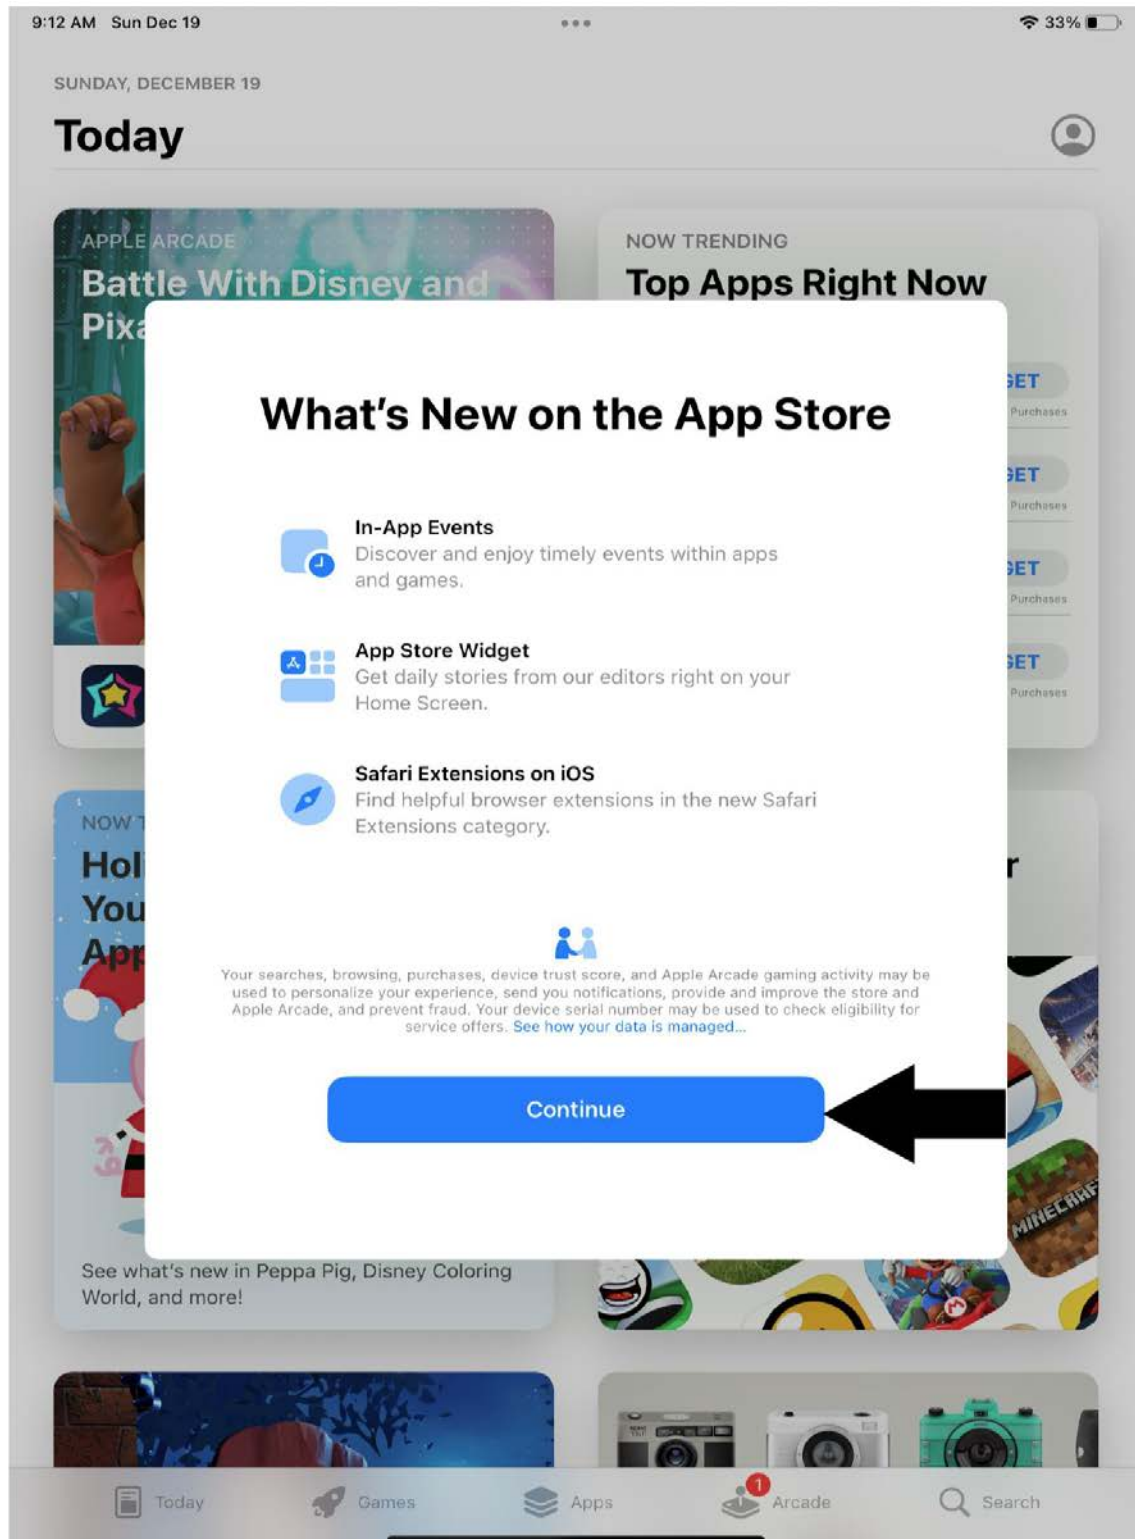 9:12 AM Sun Dec 19
33%
SUNDAY, DECEMBER 19
Today
APPLE ARCADE
Battle With Disney and
NOW TRENDING
Top Apps Right Now
Purchases
Purchases
Purchases
Purchases
What's New on the App Store
In-App Events
Discover and enjoy timely events within apps
and games.
App Store Widget
Get daily stories from our editors right on your
Home Screen.
Safari Extensions on iOS
Find helpful browser extensions in the new Safari
Extensions category.
NOW
You
Your searches, browsing, purchases, device trust score, and Apple Arcade gaming activity may be
used to personalize your experience, send you notifications, provide and improve the store and
Apple Arcade, and prevent fraud. Your device serial number may be used to check eligibility for
service offers. See how your data is managed...
Continue
MINECRAFT
See what's new in Peppa Pig, Disney Coloring
World, and more!
Today
Games
Apps
1
Arcade
Search